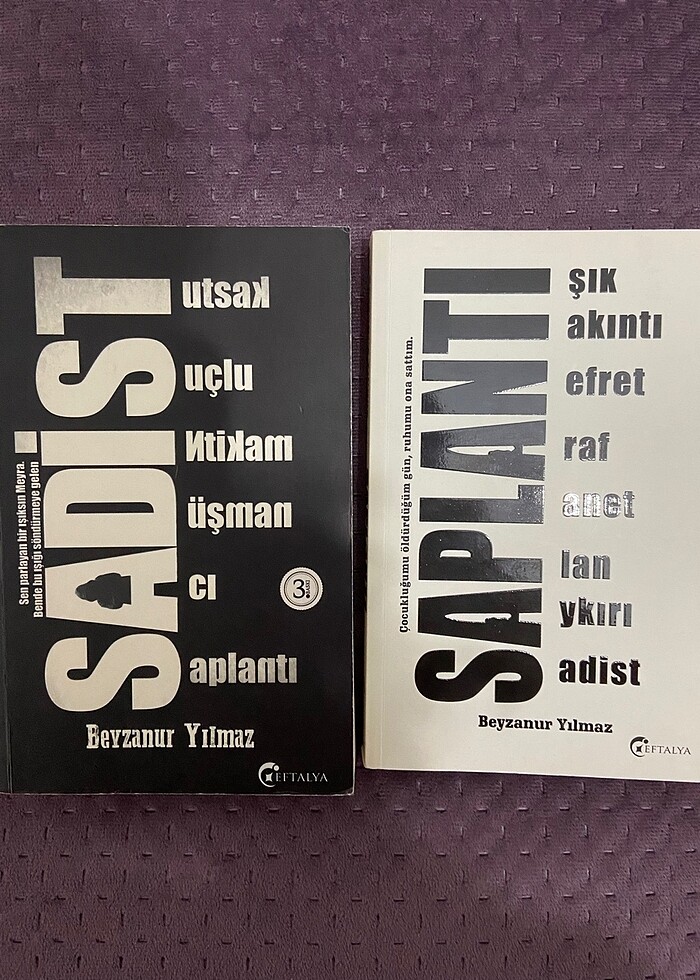 SADİST
utsak
uçlu
ntikam
üşman
cı
aplantı
Sen parlayan bir ışıksın Meyra.
Bende bu ışığı söndürmeye gelen
3.
Beyzanur Yılmaz
EFTALYA
SAPLANTI
şık
akıntı
efret
raf
anet
lan
ykırı
adist
Çocukluğumu öldürdüğüm gün, ruhumu ona sattım.
Beyzanur Yılmaz
EFTALYA